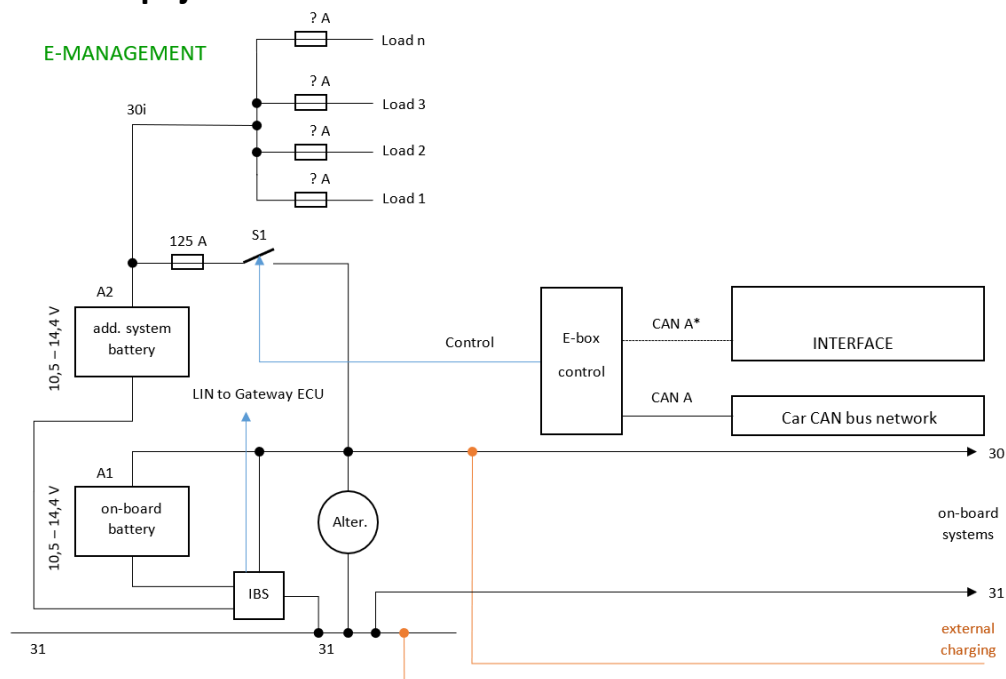 ? A
Load n
E-MANAGEMENT
? A
30i
Load 3
? A
Load 2
? A
Load 1
125 A
S1
A2
add. system
battery
10,5 – 14,4 V
Control
E-box
control
CAN A*
INTERFACE
CAN A
Car CAN bus network
LIN to Gateway ECU
30
A1
on-board
battery
10,5 – 14,4 V
Alter.
on-board
systems
IBS
31
31
31
external
charging